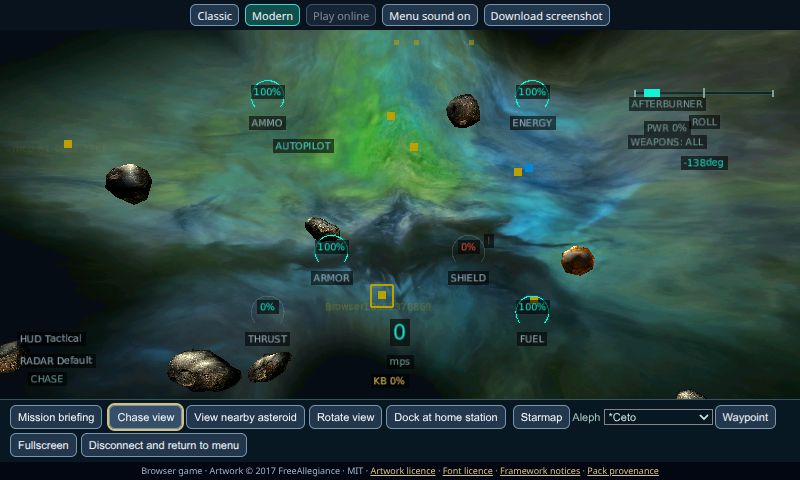 Classic Modern Play online Menu sound on Download screenshot
100% 100%
AFTERBURNER
AMMO ENERGY ROLL
PWR 0%
AUTOPILOT WEAPONS: ALL
-138deg
100% 0% !
ARMOR SHIELD
0% 100%
THRUST 0 FUEL
HUD Tactical
RADAR Default mps
CHASE KB 0%
Mission briefing Chase view View nearby asteroid Rotate view Dock at home station Starmap Aleph *Ceto Waypoint
Fullscreen Disconnect and return to menu
Browser game · Artwork © 2017 FreeAllegiance · MIT · Artwork licence · Font licence · Framework notices · Pack provenance